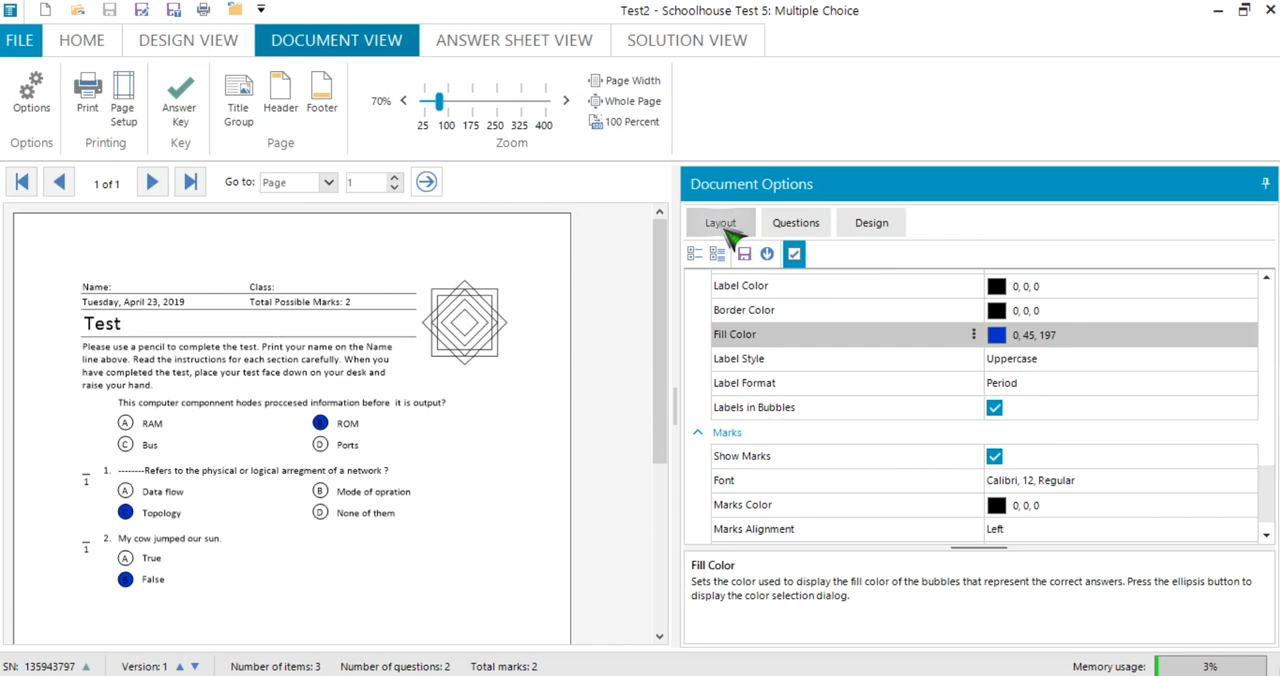 Test2 - Schoolhouse Test 5: Multiple Choice
FILE HOME DESIGN VIEW DOCUMENT VIEW ANSWER SHEET VIEW SOLUTION VIEW
Options Print Page Setup Answer Key Title Group Header Footer 70% 25 100 175 250 325 400 Page Width
Whole Page
100 Percent
Options Printing Key Page Zoom
1 of 1 Go to: Page 1
Name: Class:
Tuesday, April 23, 2019 Total Possible Marks: 2
Test
Please use a pencil to complete the test. Print your name on the Name
line above. Read the instructions for each section carefully. When you
have completed the test, place your test face down on your desk and
raise your hand.
This computer componnent hodes proccesed information before it is output?
A RAM B ROM
C Bus D Ports
1 1. --------Refers to the physical or logical arregment of a network ?
A Data flow B Mode of opration
C Topology D None of them
1 2. My cow jumped our sun.
A True
B False
Document Options
Layout Questions Design
Label Color 0, 0, 0
Border Color 0, 0, 0
Fill Color 0, 45, 197
Label Style Uppercase
Label Format Period
Labels in Bubbles
Marks
Show Marks
Font Calibri, 12, Regular
Marks Color 0, 0, 0
Marks Alignment Left
Fill Color
Sets the color used to display the fill color of the bubbles that represent the correct answers. Press the ellipsis button to
display the color selection dialog.
SN: 135943797 Version: 1 Number of items: 3 Number of questions: 2 Total marks: 2 Memory usage: 3%